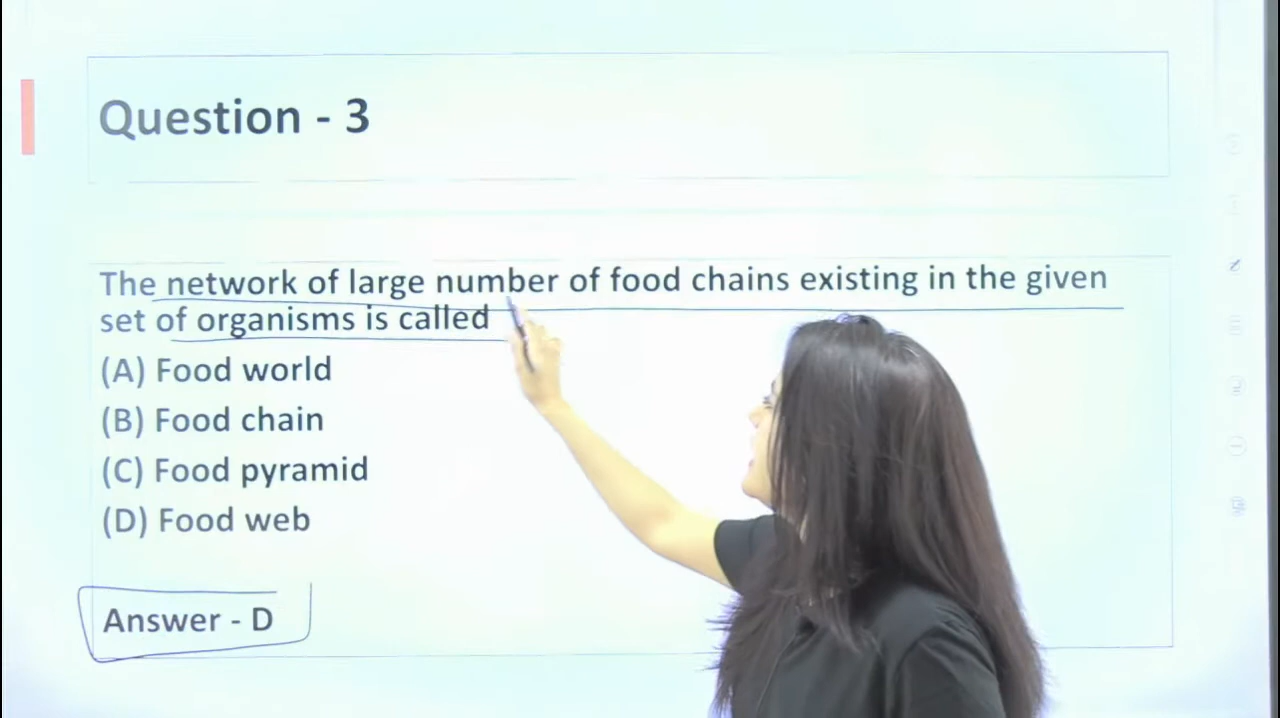 Question - 3
The network of large number of food chains existing in the given
set of organisms is called
(A) Food world
(B) Food chain
(C) Food pyramid
(D) Food web
Answer - D